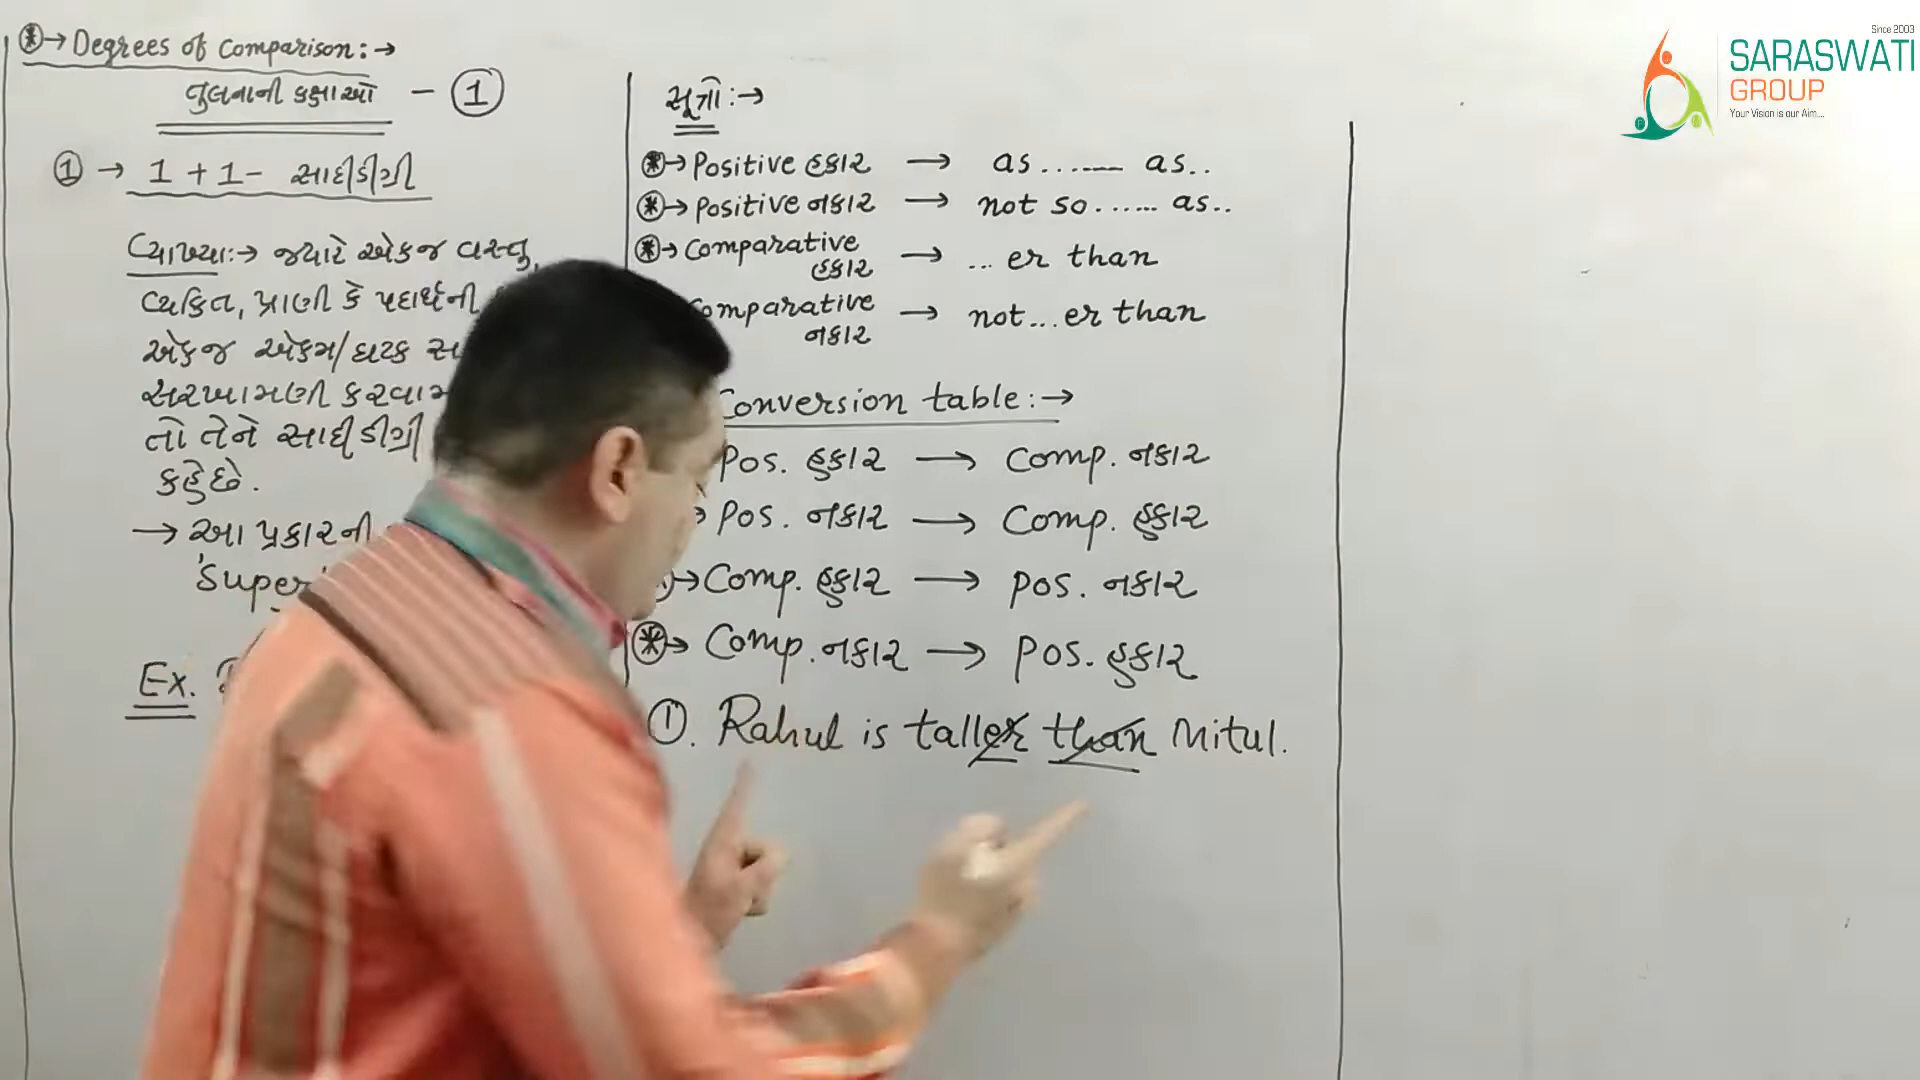 ⊛→ Degrees of Comparison:→
તુલનાની કક્ષાઓ - ①
① → 1 + 1 - સાદીડીગ્રી
વ્યાખ્યા:→ જયારે એકજ વસ્તુ,
વ્યકિત, પ્રાણી કે પદાર્થની
એકજ એકમ/ઘટક
સરખામણી
તો તેને સાદી ડીગ્રી
કહે છે.
→ આ પ્રકારની
'Super
Ex.
સૂત્રો:→
⊛→ Positive હકાર → as ...... as..
⊛→ Positive નકાર → not so ...... as..
⊛→ Comparative
હકાર → ... er than
Comparative
નકાર → not...er than
Conversion table:→
Pos. હકાર → Comp. નકાર
Pos. નકાર → Comp. હકાર
→ Comp. હકાર → Pos. નકાર
⊛→ Comp. નકાર → Pos. હકાર
①. Rahul is taller than Mitul.
Since 2003
SARASWATI
GROUP
Your Vision is our Aim...